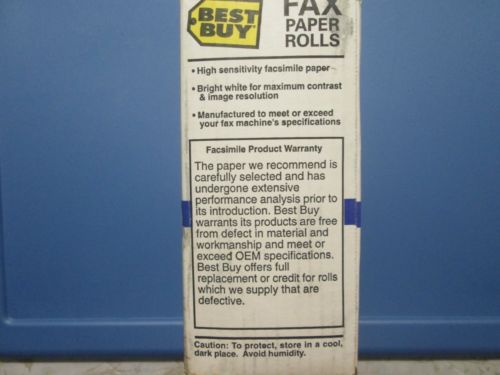 BEST
BUY
FAX
PAPER
ROLLS
• High sensitivity facsimile paper
• Bright white for maximum contrast
& image resolution
• Manufactured to meet or exceed
your fax machine's specifications
Facsimile Product Warranty
The paper we recommend is
carefully selected and has
undergone extensive
performance analysis prior to
its introduction. Best Buy
warrants its products are free
from defect in material and
workmanship and meet or
exceed OEM specifications.
Best Buy offers full
replacement or credit for rolls
which we supply that are
defective.
Caution: To protect, store in a cool,
dark place. Avoid humidity.